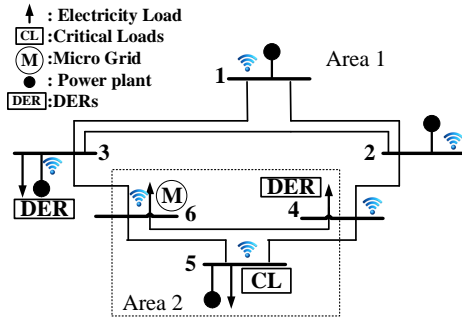 : Electricity Load
CL :Critical Loads
M :Micro Grid
: Power plant
DER :DERs
1
Area 1
3
2
DER
M
DER
6
4
5
CL
Area 2